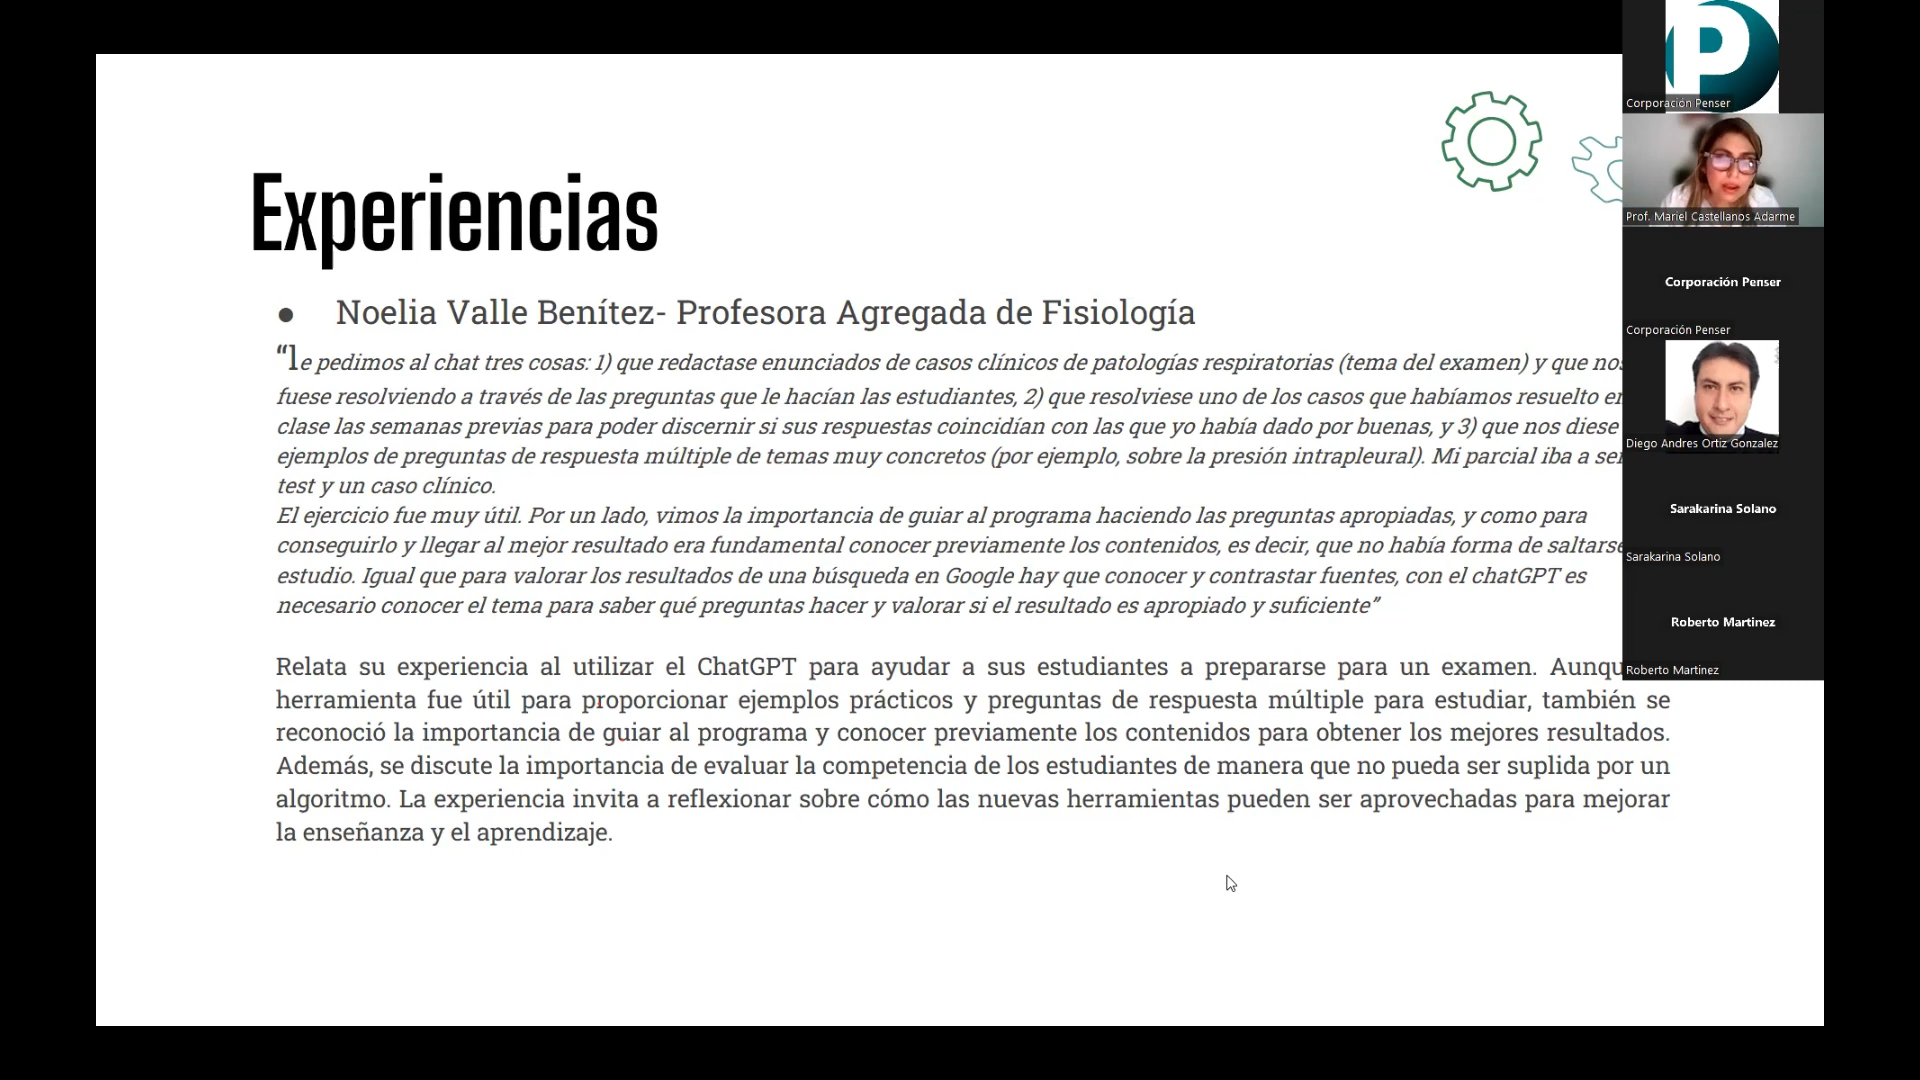 Experiencias
● Noelia Valle Benítez- Profesora Agregada de Fisiología
“le pedimos al chat tres cosas: 1) que redactase enunciados de casos clínicos de patologías respiratorias (tema del examen) y que nos
fuese resolviendo a través de las preguntas que le hacían las estudiantes, 2) que resolviese uno de los casos que habíamos resuelto en
clase las semanas previas para poder discernir si sus respuestas coincidían con las que yo había dado por buenas, y 3) que nos diese
ejemplos de preguntas de respuesta múltiple de temas muy concretos (por ejemplo, sobre la presión intrapleural). Mi parcial iba a ser
test y un caso clínico.
El ejercicio fue muy útil. Por un lado, vimos la importancia de guiar al programa haciendo las preguntas apropiadas, y como para
conseguirlo y llegar al mejor resultado era fundamental conocer previamente los contenidos, es decir, que no había forma de saltarse
estudio. Igual que para valorar los resultados de una búsqueda en Google hay que conocer y contrastar fuentes, con el chatGPT es
necesario conocer el tema para saber qué preguntas hacer y valorar si el resultado es apropiado y suficiente”
Relata su experiencia al utilizar el ChatGPT para ayudar a sus estudiantes a prepararse para un examen. Aunqu
herramienta fue útil para proporcionar ejemplos prácticos y preguntas de respuesta múltiple para estudiar, también se
reconoció la importancia de guiar al programa y conocer previamente los contenidos para obtener los mejores resultados.
Además, se discute la importancia de evaluar la competencia de los estudiantes de manera que no pueda ser suplida por un
algoritmo. La experiencia invita a reflexionar sobre cómo las nuevas herramientas pueden ser aprovechadas para mejorar
la enseñanza y el aprendizaje.
P
Corporación Penser
Prof. Mariel Castellanos Adarme
Corporación Penser
Corporación Penser
Diego Andres Ortiz Gonzalez
Sarakarina Solano
Sarakarina Solano
Roberto Martinez
Roberto Martinez